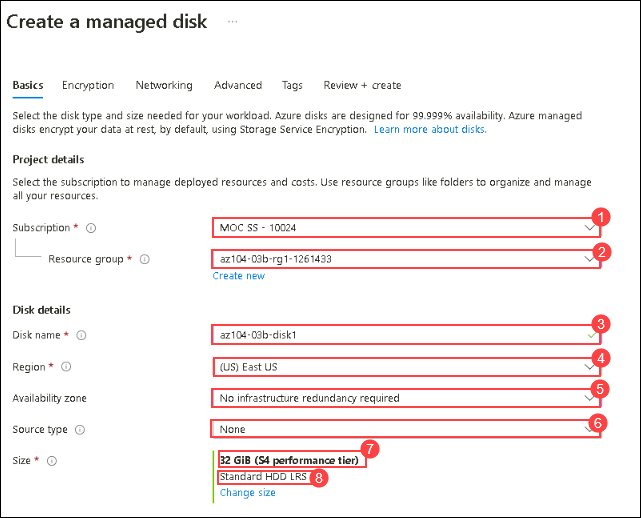 Create a managed disk ...
Basics Encryption Networking Advanced Tags Review + create
Select the disk type and size needed for your workload. Azure disks are designed for 99.999% availability. Azure managed
disks encrypt your data at rest, by default, using Storage Service Encryption. Learn more about disks.
Project details
Select the subscription to manage deployed resources and costs. Use resource groups like folders to organize and manage
all your resources.
1
Subscription * MOC SS - 10024
2
Resource group * az104-03b-rg1-1261433
Create new
Disk details
3
Disk name * az104-03b-disk1
4
Region * (US) East US
5
Availability zone No infrastructure redundancy required
6
Source type None
7
Size * 32 GiB (S4 performance tier)
Standard HDD LRS 8
Change size